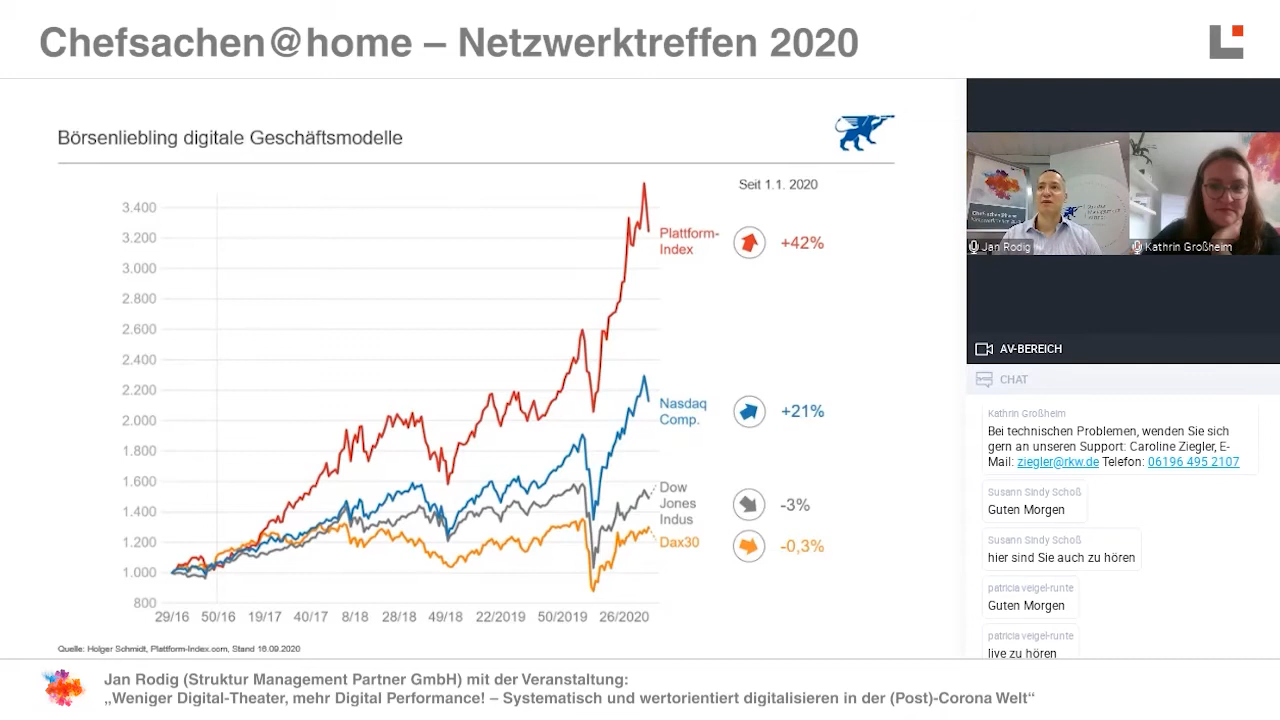 Chefsachen@home – Netzwerktreffen 2020
Börsenliebling digitale Geschäftsmodelle
Seit 1.1. 2020
3.400
3.200
3.000
2.800
2.600
2.400
2.200
2.000
1.800
1.600
1.400
1.200
1.000
800
29/16 50/16 19/17 40/17 8/18 28/18 49/18 22/2019 50/2019 26/2020
Plattform-
Index
+42%
Nasdaq
Comp.
+21%
Dow
Jones
Indus
-3%
Dax30
-0,3%
Quelle: Holger Schmidt, Plattform-Index.com, Stand 16.09.2020
Chefsachen@home
Jan Rodig
Kathrin Großheim
AV-BEREICH
CHAT
Kathrin Großheim
Bei technischen Problemen, wenden Sie sich
gern an unseren Support: Caroline Ziegler, E-
Mail: ziegler@rkw.de Telefon: 06196 495 2107
Susann Sindy Schoß
Guten Morgen
Susann Sindy Schoß
hier sind Sie auch zu hören
patricia veigel-runte
Guten Morgen
patricia veigel-runte
live zu hören
Jan Rodig (Struktur Management Partner GmbH) mit der Veranstaltung:
„Weniger Digital-Theater, mehr Digital Performance! – Systematisch und wertorientiert digitalisieren in der (Post)-Corona Welt“